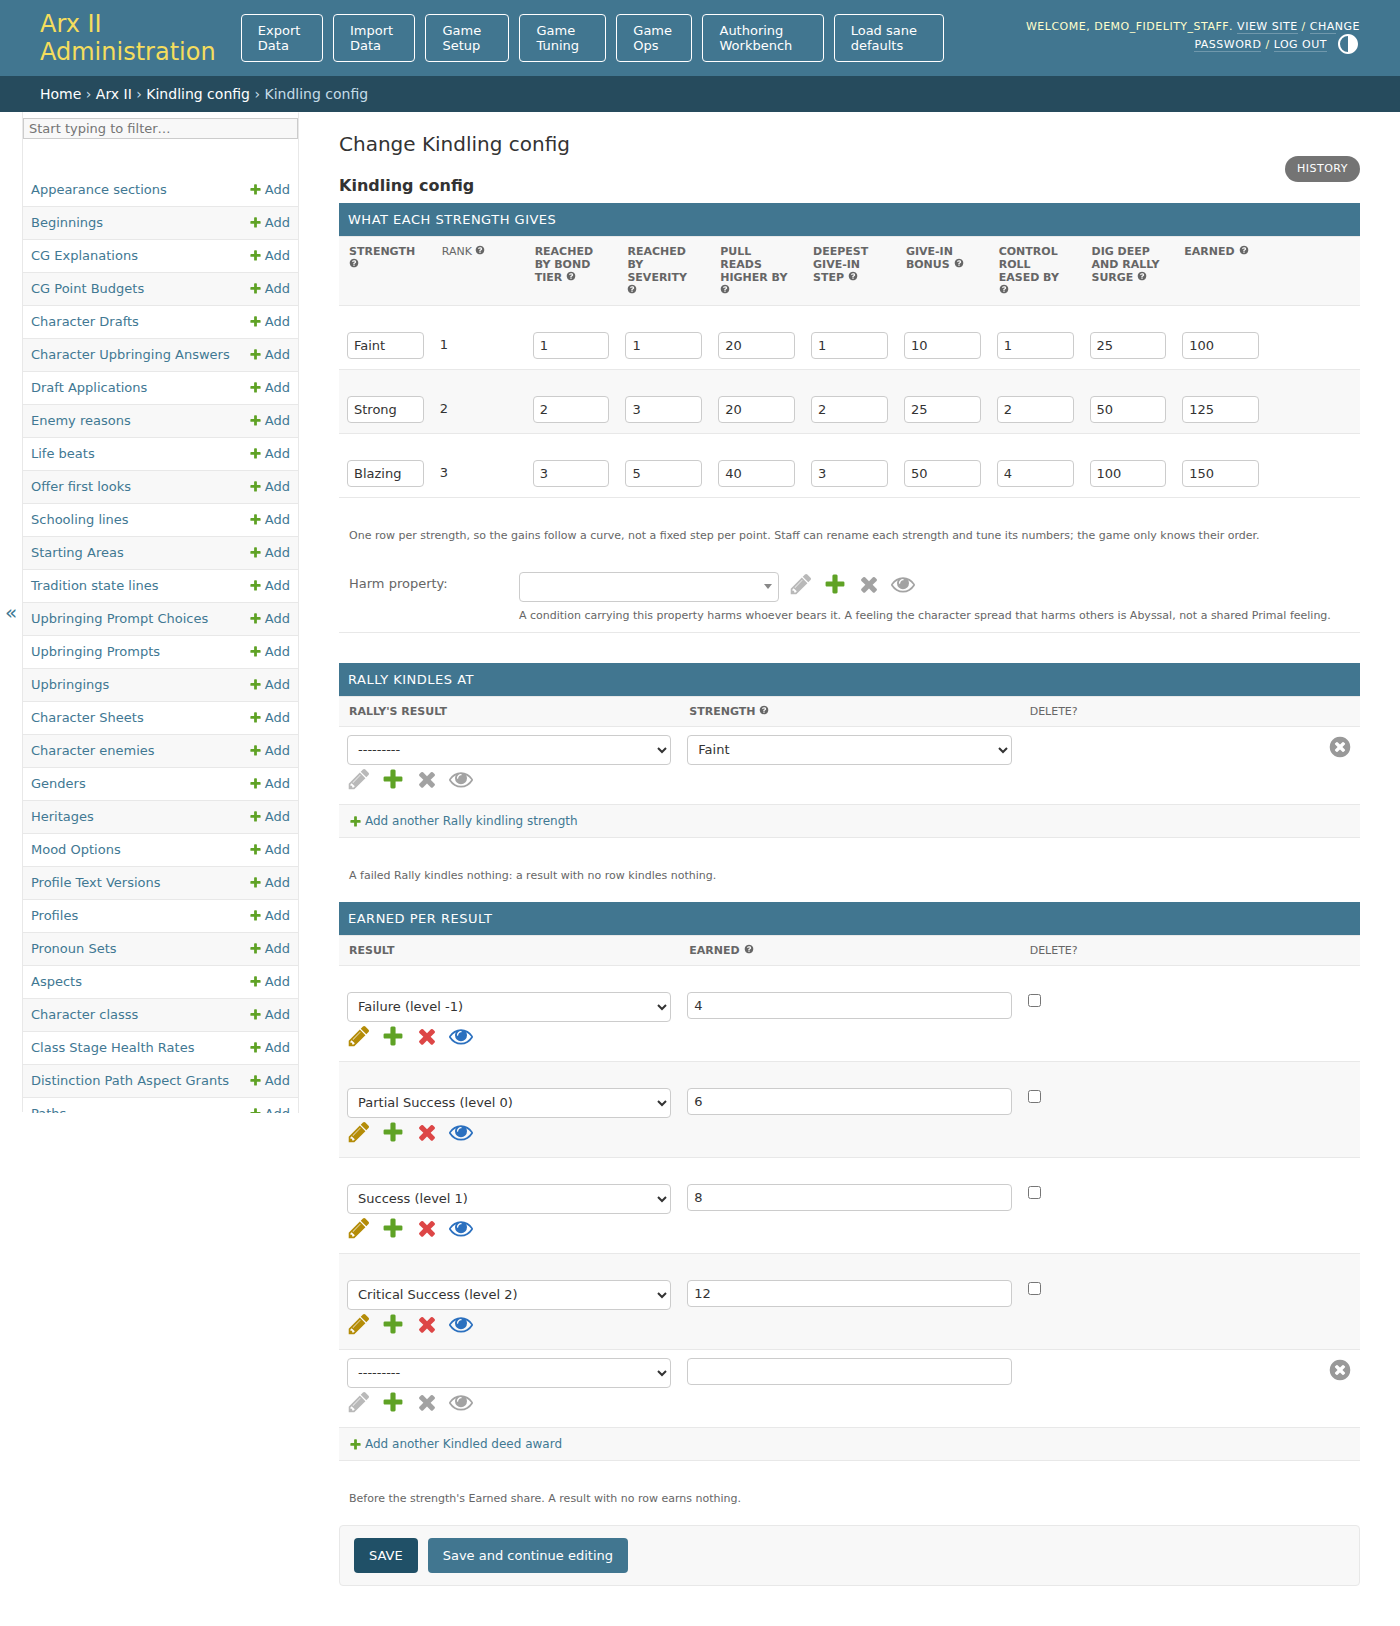 Arx II
Administration
Export
Data
Import
Data
Game
Setup
Game
Tuning
Game
Ops
Authoring
Workbench
Load sane
defaults
WELCOME, DEMO_FIDELITY_STAFF. VIEW SITE / CHANGE
PASSWORD / LOG OUT
Home › Arx II › Kindling config › Kindling config
Start typing to filter...
Appearance sections Add
Beginnings Add
CG Explanations Add
CG Point Budgets Add
Character Drafts Add
Character Upbringing Answers Add
Draft Applications Add
Enemy reasons Add
Life beats Add
Offer first looks Add
Schooling lines Add
Starting Areas Add
Tradition state lines Add
«
Upbringing Prompt Choices Add
Upbringing Prompts Add
Upbringings Add
Character Sheets Add
Character enemies Add
Genders Add
Heritages Add
Mood Options Add
Profile Text Versions Add
Profiles Add
Pronoun Sets Add
Aspects Add
Character classs Add
Class Stage Health Rates Add
Distinction Path Aspect Grants Add
Paths Add
Change Kindling config
HISTORY
Kindling config
WHAT EACH STRENGTH GIVES
STRENGTH
RANK
REACHED
BY BOND
TIER
REACHED
BY
SEVERITY
PULL
READS
HIGHER BY
DEEPEST
GIVE-IN
STEP
GIVE-IN
BONUS
CONTROL
ROLL
EASED BY
DIG DEEP
AND RALLY
SURGE
EARNED
Faint 1 1 1 20 1 10 1 25 100
Strong 2 2 3 20 2 25 2 50 125
Blazing 3 3 5 40 3 50 4 100 150
One row per strength, so the gains follow a curve, not a fixed step per point. Staff can rename each strength and tune its numbers; the game only knows their order.
Harm property:
A condition carrying this property harms whoever bears it. A feeling the character spread that harms others is Abyssal, not a shared Primal feeling.
RALLY KINDLES AT
RALLY'S RESULT STRENGTH DELETE?
--------- Faint
Add another Rally kindling strength
A failed Rally kindles nothing: a result with no row kindles nothing.
EARNED PER RESULT
RESULT EARNED DELETE?
Failure (level -1) 4
Partial Success (level 0) 6
Success (level 1) 8
Critical Success (level 2) 12
---------
Add another Kindled deed award
Before the strength's Earned share. A result with no row earns nothing.
SAVE Save and continue editing